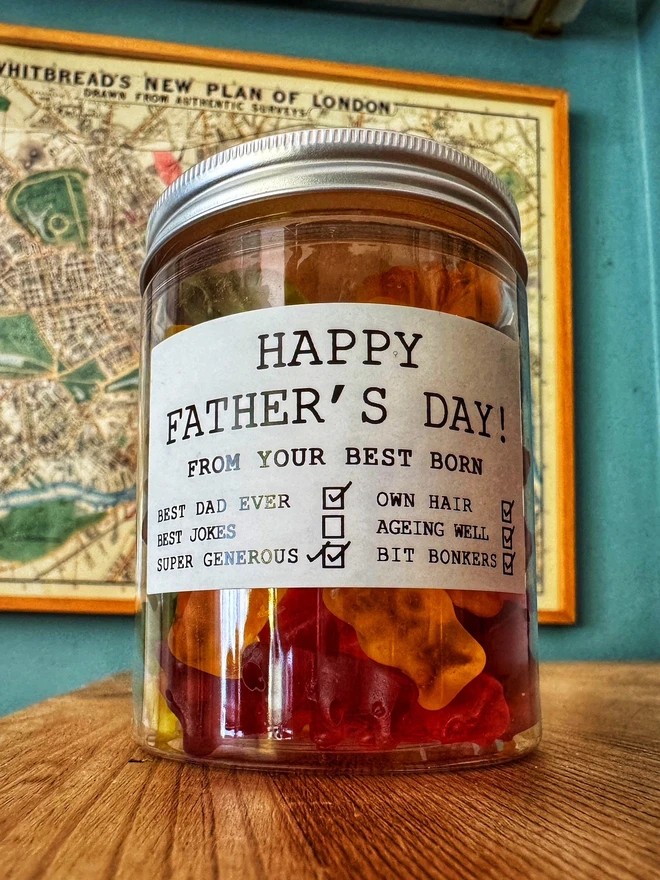 WHITBREAD'S NEW PLAN OF LONDON
DRAWN FROM AUTHENTIC SURVEYS
HAPPY
FATHER'S DAY!
FROM YOUR BEST BORN
BEST DAD EVER ☑ OWN HAIR ☑
BEST JOKES ☐ AGEING WELL ☑
SUPER GENEROUS ✓☑ BIT BONKERS ☑